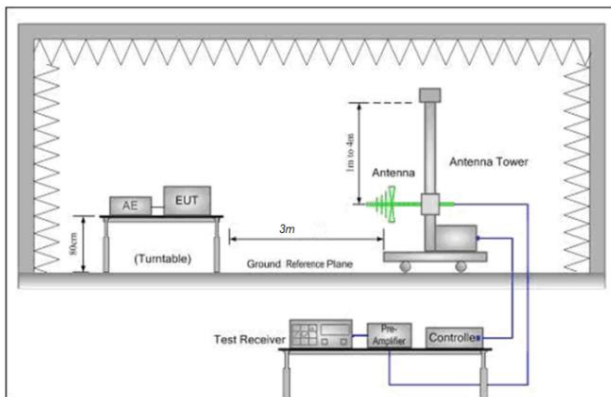 1m to 4m
Antenna
Antenna Tower
AE
EUT
80cm
(Turntable)
3m
Ground Reference Plane
Test Receiver
Pre-
Amplifier
Controller